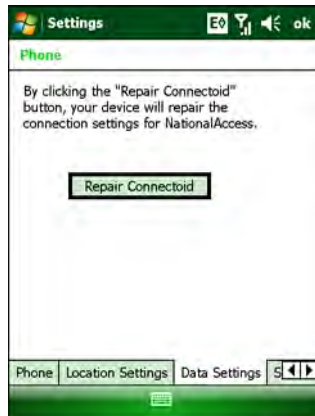 Settings E ok
Phone
By clicking the "Repair Connectoid"
button, your device will repair the
connection settings for NationalAccess.
Repair Connectoid
Phone Location Settings Data Settings S